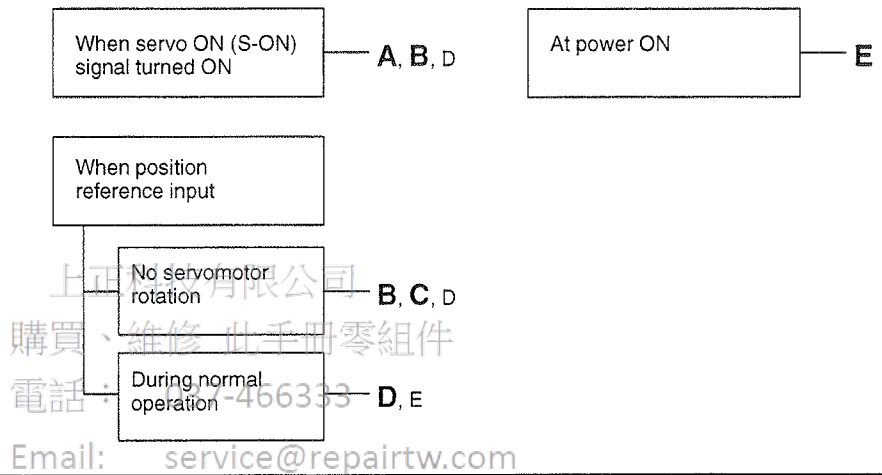 When servo ON (S-ON)
signal turned ON
A, B, D
At power ON
E
When position
reference input
No servomotor
rotation
B, C, D
During normal
operation
D, E
上正科技有限公司
購買、維修 此手冊零組件
電話： 037-466333
Email: service@repairtw.com